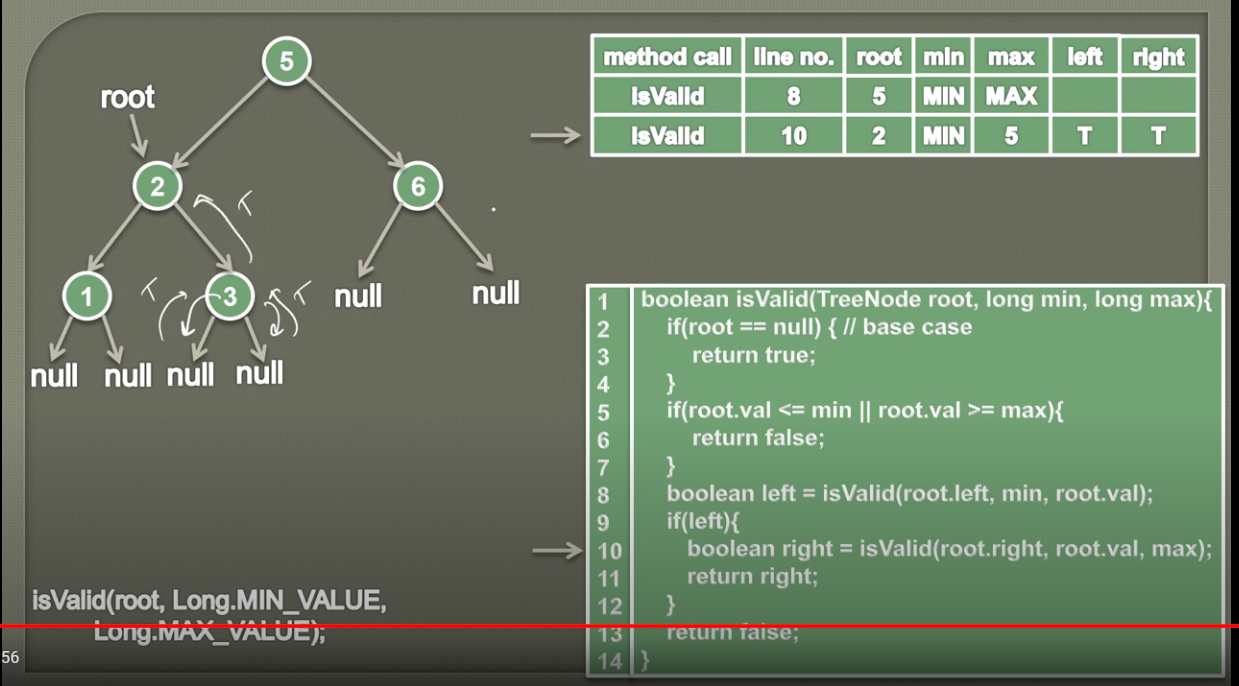 5
root
2
6
1
3
null
null
null
null
null
null
T
T
T
method call line no. root min max left right
isValid 8 5 MIN MAX
isValid 10 2 MIN 5 T T
1 boolean isValid(TreeNode root, long min, long max){
2 if(root == null) { // base case
3 return true;
4 }
5 if(root.val <= min || root.val >= max){
6 return false;
7 }
8 boolean left = isValid(root.left, min, root.val);
9 if(left){
10 boolean right = isValid(root.right, root.val, max);
11 return right;
12 }
13 return false;
14 }
isValid(root, Long.MIN_VALUE,
Long.MAX_VALUE);
56